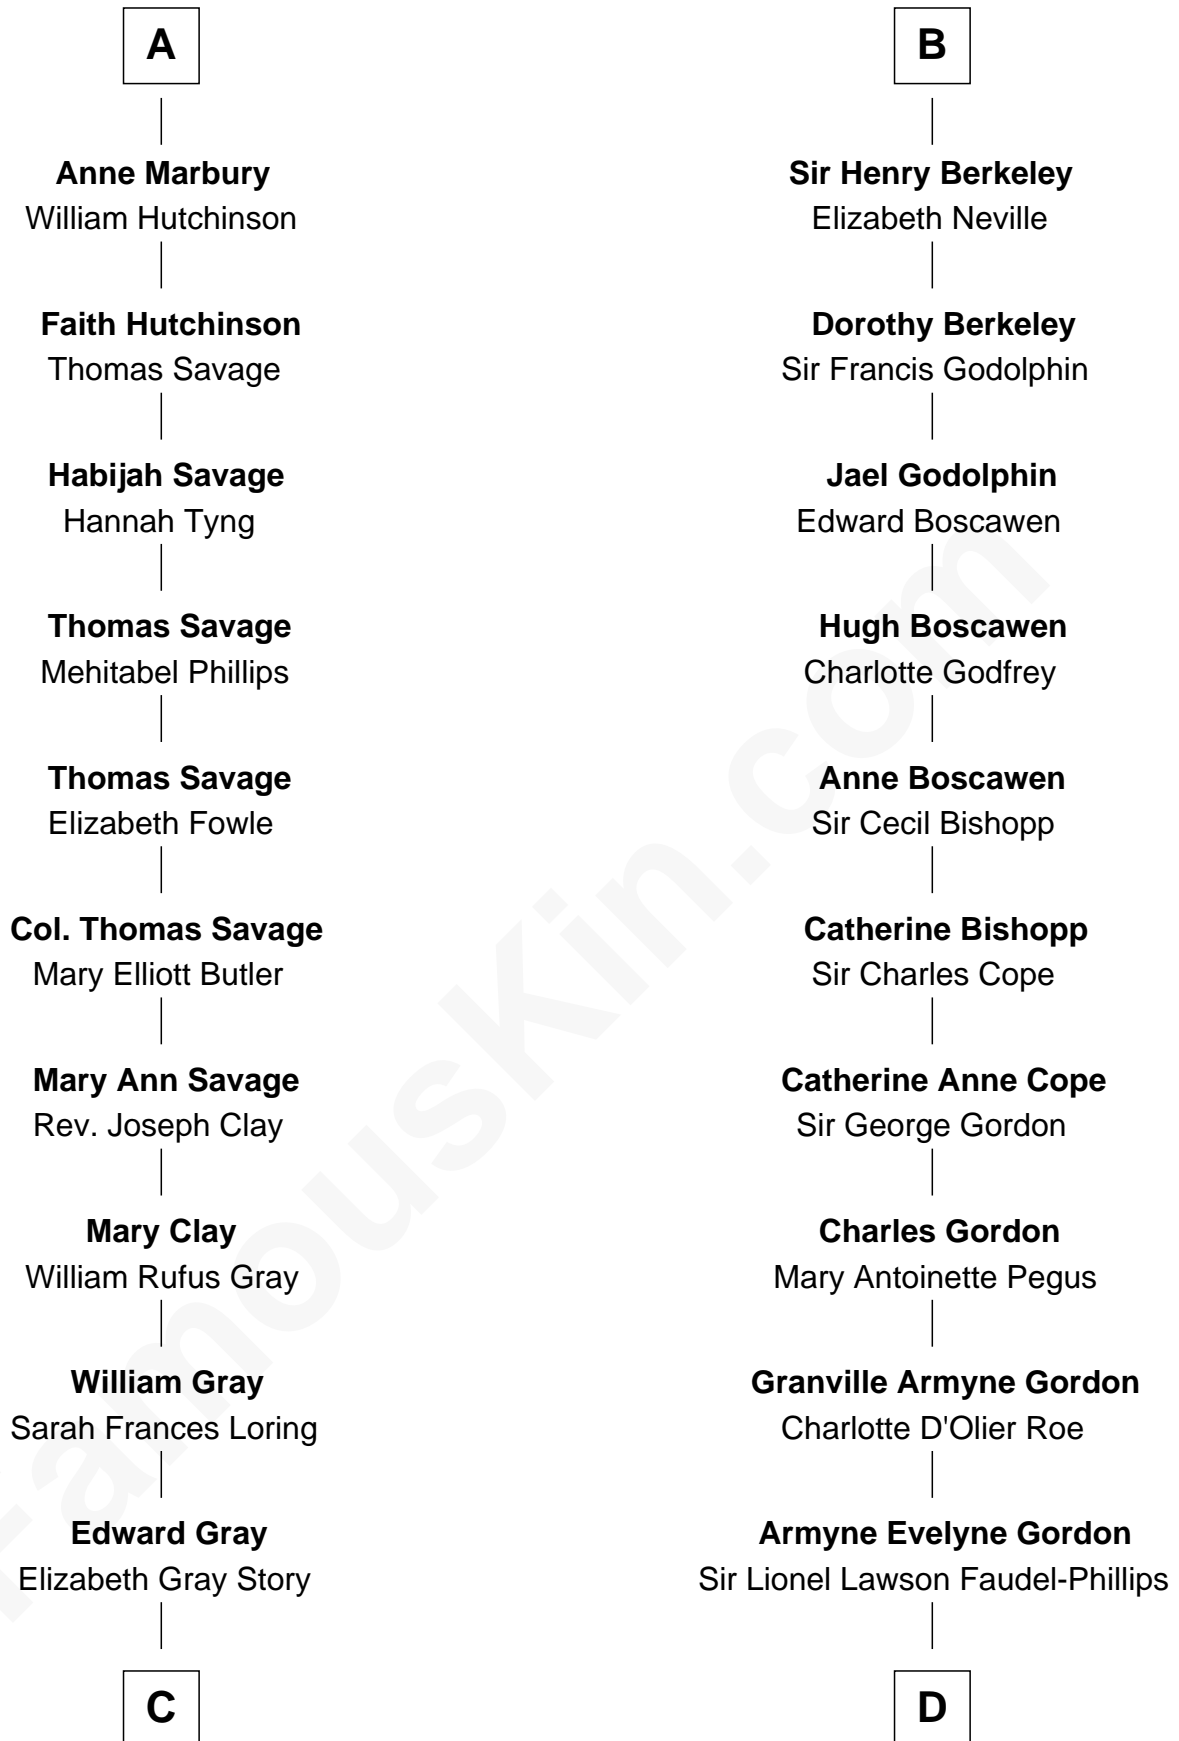 A
Anne Marbury
William Hutchinson
Faith Hutchinson
Thomas Savage
Habijah Savage
Hannah Tyng
Thomas Savage
Mehitabel Phillips
Thomas Savage
Elizabeth Fowle
Col. Thomas Savage
Mary Elliott Butler
Mary Ann Savage
Rev. Joseph Clay
Mary Clay
William Rufus Gray
William Gray
Sarah Frances Loring
Edward Gray
Elizabeth Gray Story
C
B
Sir Henry Berkeley
Elizabeth Neville
Dorothy Berkeley
Sir Francis Godolphin
Jael Godolphin
Edward Boscawen
Hugh Boscawen
Charlotte Godfrey
Anne Boscawen
Sir Cecil Bishopp
Catherine Bishopp
Sir Charles Cope
Catherine Anne Cope
Sir George Gordon
Charles Gordon
Mary Antoinette Pegus
Granville Armyne Gordon
Charlotte D'Olier Roe
Armyne Evelyne Gordon
Sir Lionel Lawson Faudel-Phillips
D
FamousKin.com